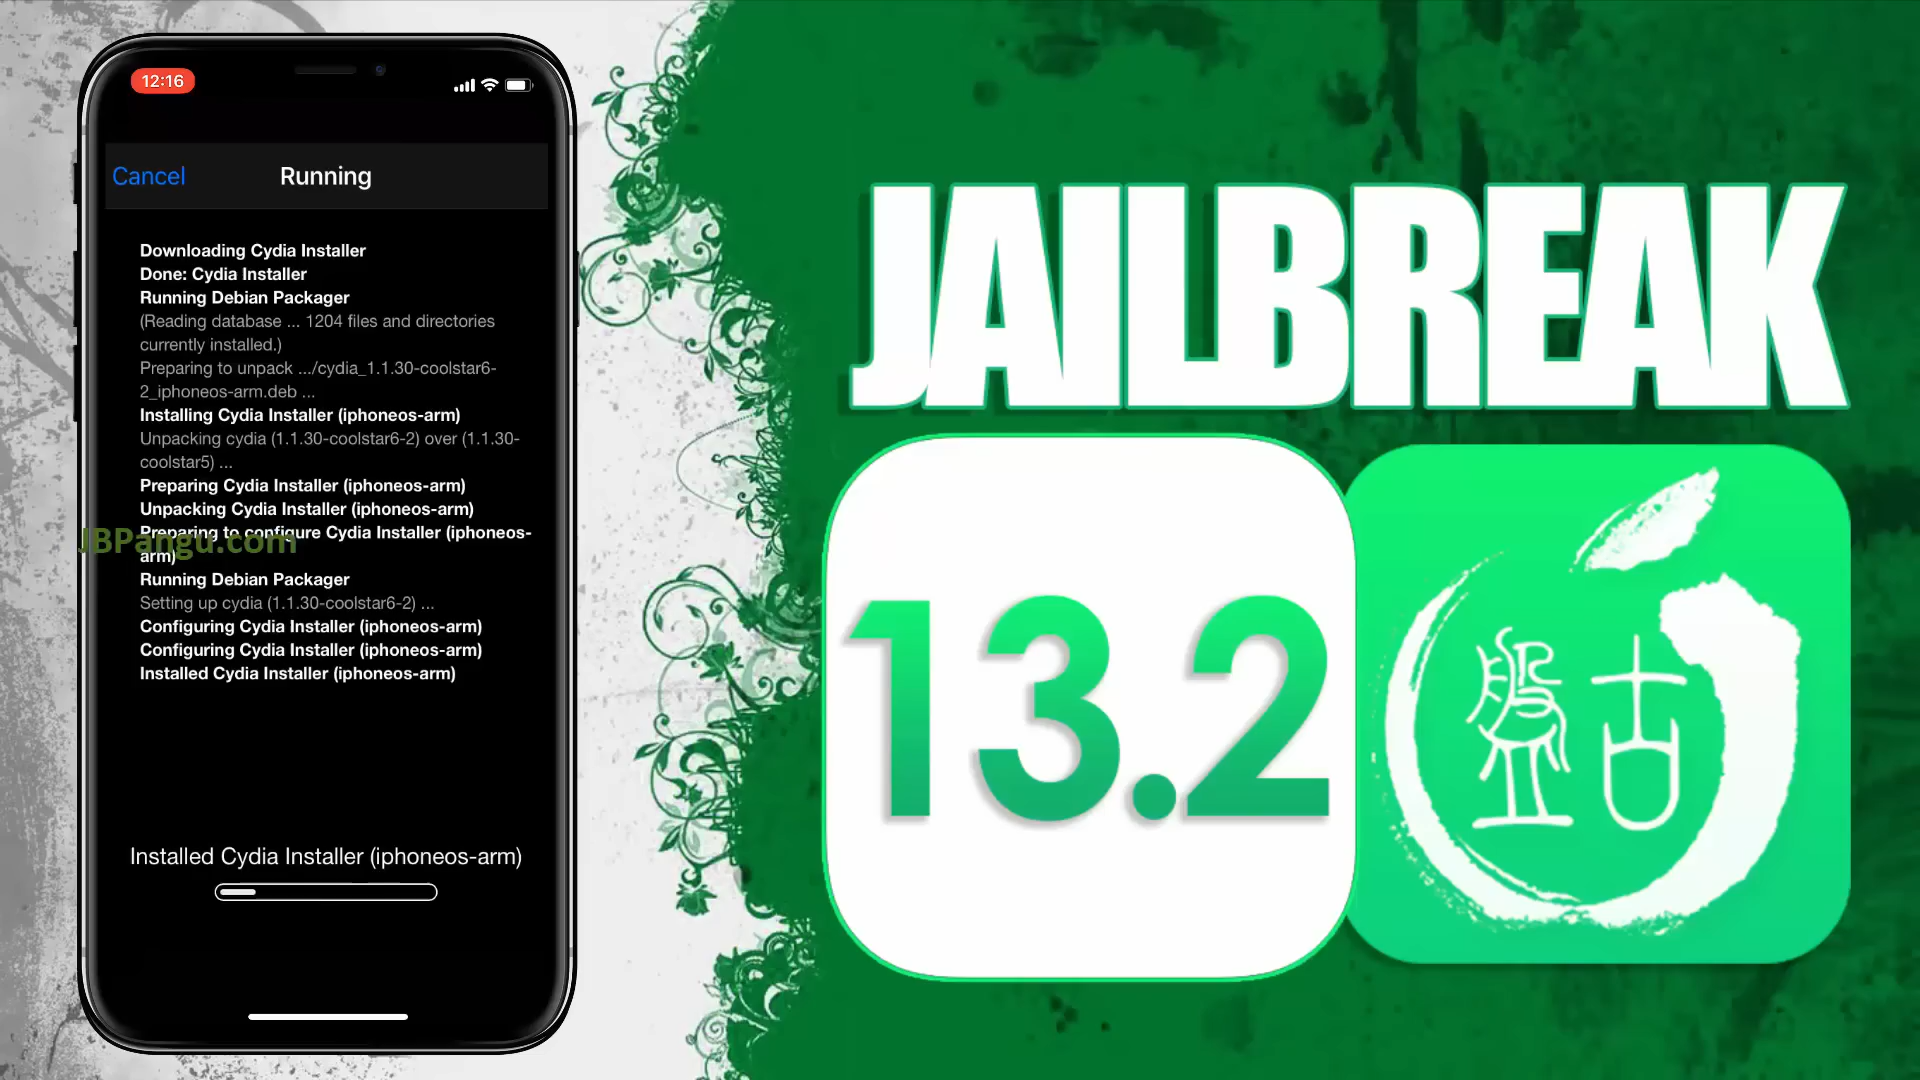 12:16
Cancel
Running
Downloading Cydia Installer
Done: Cydia Installer
Running Debian Packager
(Reading database ... 1204 files and directories
currently installed.)
Preparing to unpack .../cydia_1.1.30-coolstar6-
2_iphoneos-arm.deb ...
Installing Cydia Installer (iphoneos-arm)
Unpacking cydia (1.1.30-coolstar6-2) over (1.1.30-
coolstar5) ...
Preparing Cydia Installer (iphoneos-arm)
Unpacking Cydia Installer (iphoneos-arm)
Preparing to configure Cydia Installer (iphoneos-
arm)
JBPangu.com
Running Debian Packager
Setting up cydia (1.1.30-coolstar6-2) ...
Configuring Cydia Installer (iphoneos-arm)
Configuring Cydia Installer (iphoneos-arm)
Installed Cydia Installer (iphoneos-arm)
Installed Cydia Installer (iphoneos-arm)
JAILBREAK
13.2